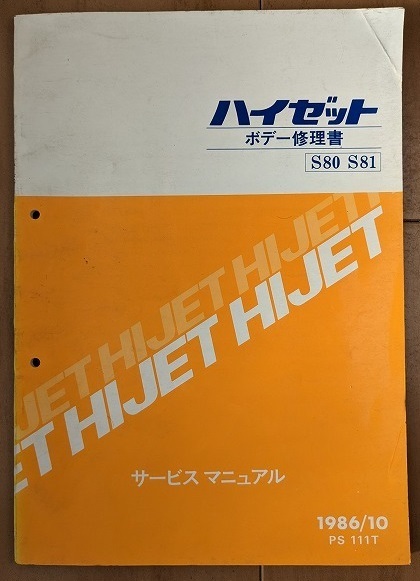 ハイゼット
ボデー修理書
S80 S81
HIJET HIJET
ET HIJET HIJET
サービス マニュアル
1986/10
PS 111T